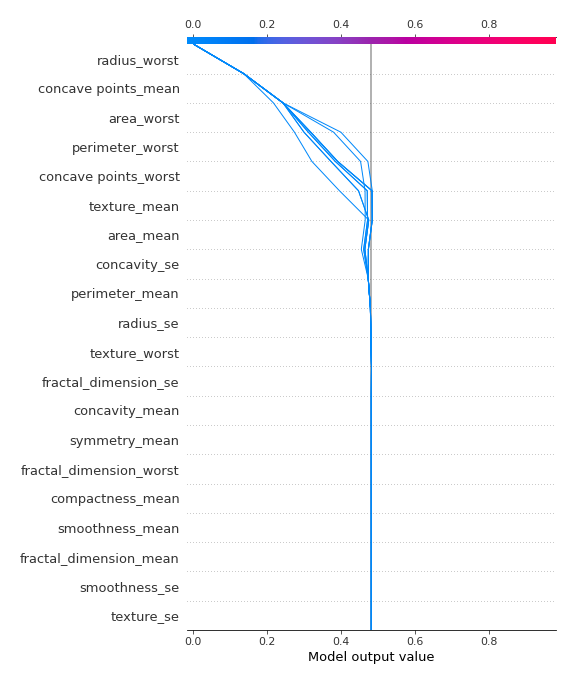 0.0 0.2 0.4 0.6 0.8
radius_worst
concave points_mean
area_worst
perimeter_worst
concave points_worst
texture_mean
area_mean
concavity_se
perimeter_mean
radius_se
texture_worst
fractal_dimension_se
concavity_mean
symmetry_mean
fractal_dimension_worst
compactness_mean
smoothness_mean
fractal_dimension_mean
smoothness_se
texture_se
0.0 0.2 0.4 0.6 0.8
Model output value